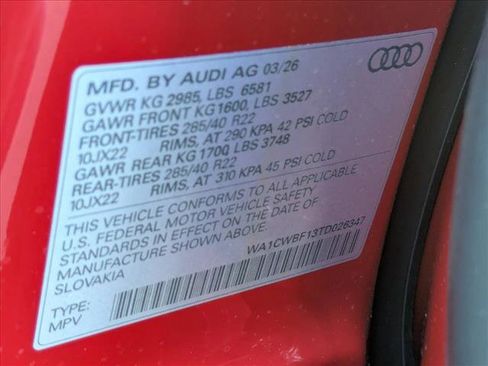 MFD. BY AUDI AG 03/26
GVWR KG 2985, LBS 6581
GAWR FRONT KG 1600, LBS 3527
FRONT-TIRES 285/40 R22
10JX22 RIMS, AT 290 KPA 42 PSI COLD
GAWR REAR KG 1700 LBS 3748
REAR-TIRES 285/40 R22
10JX22 RIMS, AT 310 KPA 45 PSI COLD
THIS VEHICLE CONFORMS TO ALL APPLICABLE
U.S. FEDERAL MOTOR VEHICLE SAFETY
STANDARDS IN EFFECT ON THE DATE OF
MANUFACTURE SHOWN ABOVE.
SLOVAKIA
WA1CWBF13TD026347
TYPE:
MPV